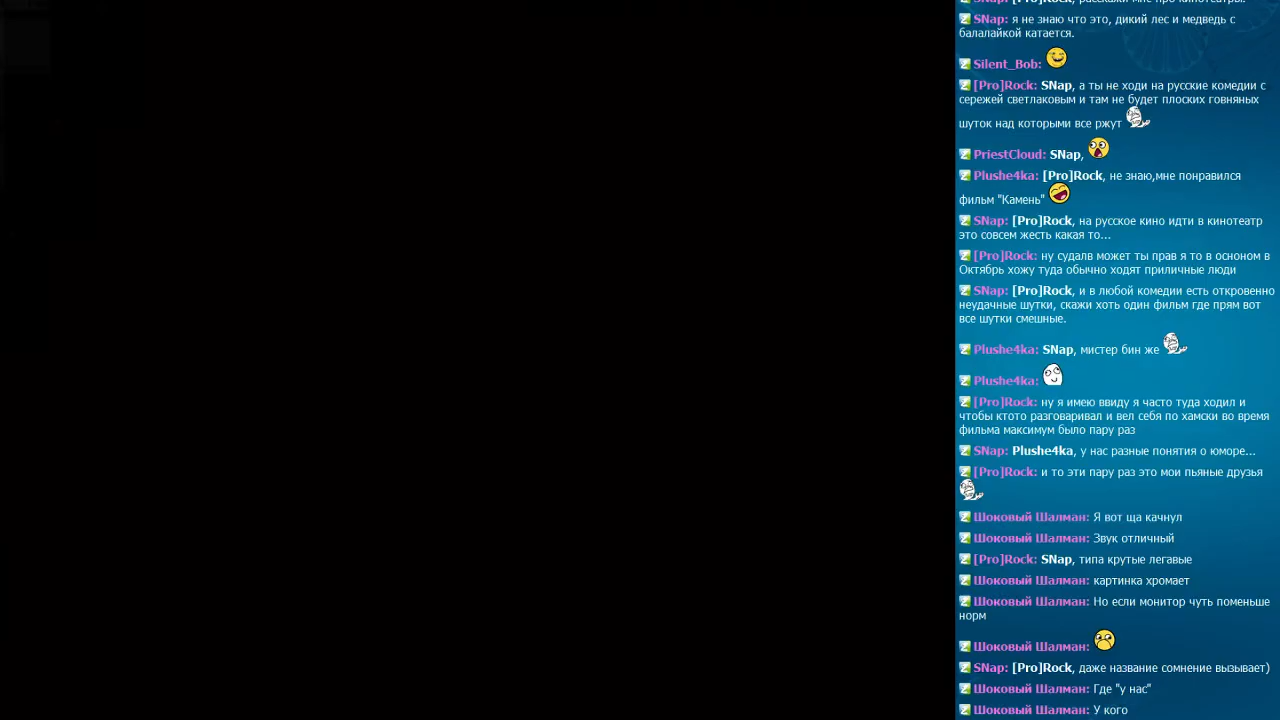 SNap: [Pro]Rock, расскажи мне про кинотеатры.
SNap: я не знаю что это, дикий лес и медведь с
балалайкой катается.
Silent_Bob:
[Pro]Rock: SNap, а ты не ходи на русские комедии с
сережей светлаковым и там не будет плоских говняных
шуток над которыми все ржут
PriestCloud: SNap,
Plushe4ka: [Pro]Rock, не знаю,мне понравился
фильм "Камень"
SNap: [Pro]Rock, на русское кино идти в кинотеатр
это совсем жесть какая то...
[Pro]Rock: ну судалв может ты прав я то в осноном в
Октябрь хожу туда обычно ходят приличные люди
SNap: [Pro]Rock, и в любой комедии есть откровенно
неудачные шутки, скажи хоть один фильм где прям вот
все шутки смешные.
Plushe4ka: SNap, мистер бин же
Plushe4ka:
[Pro]Rock: ну я имею ввиду я часто туда ходил и
чтобы ктото разговаривал и вел себя по хамски во время
фильма максимум было пару раз
SNap: Plushe4ka, у нас разные понятия о юморе...
[Pro]Rock: и то эти пару раз это мои пьяные друзья
Шоковый Шалман: Я вот ща качнул
Шоковый Шалман: Звук отличный
[Pro]Rock: SNap, типа крутые легавые
Шоковый Шалман: картинка хромает
Шоковый Шалман: Но если монитор чуть поменьше
норм
Шоковый Шалман:
SNap: [Pro]Rock, даже название сомнение вызывает)
Шоковый Шалман: Где "у нас"
Шоковый Шалман: У кого